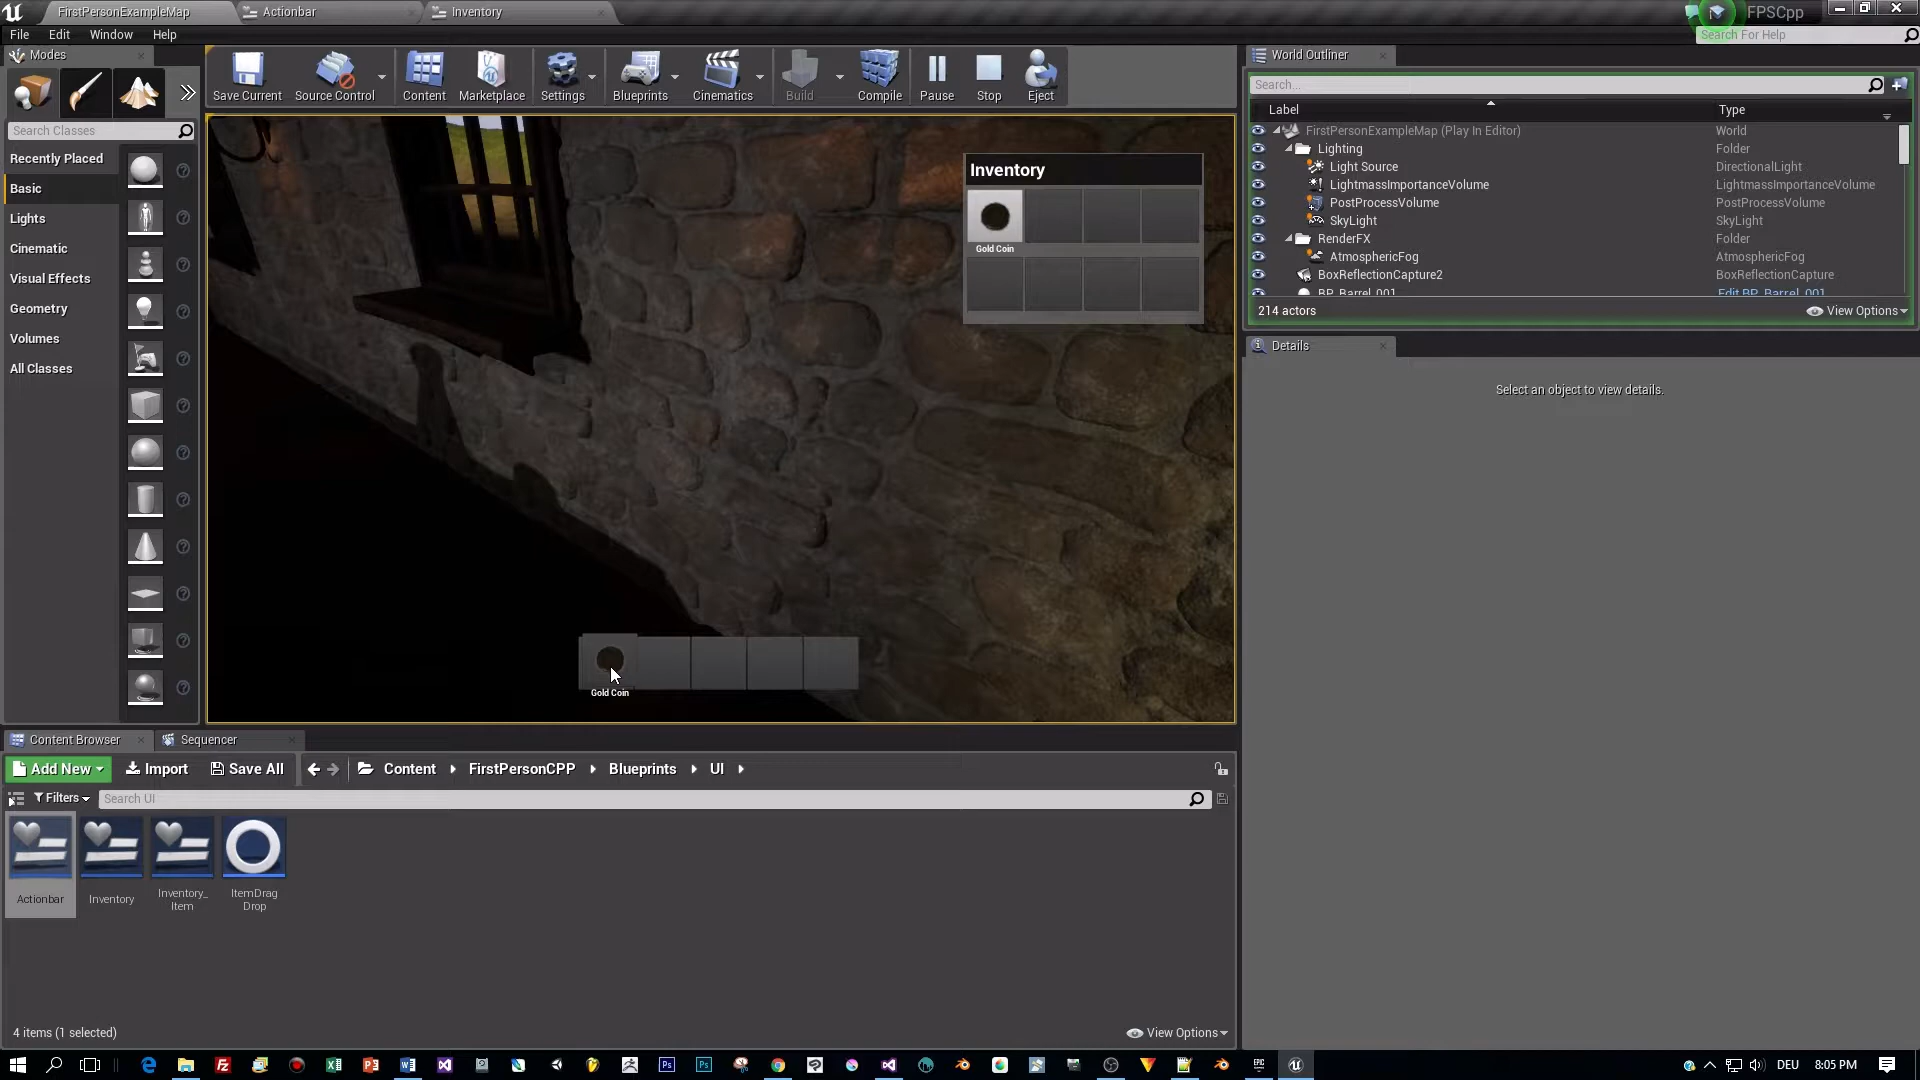 FirstPersonExampleMap
Actionbar
Inventory
FPSCpp
File Edit Window Help
Search For Help
Modes
Save Current
Source Control
Content
Marketplace
Settings
Blueprints
Cinematics
Build
Compile
Pause
Stop
Eject
Search Classes
Recently Placed
Basic
Lights
Cinematic
Visual Effects
Geometry
Volumes
All Classes
Inventory
Gold Coin
Gold Coin
World Outliner
Search...
Label Type
FirstPersonExampleMap (Play In Editor) World
Lighting Folder
Light Source DirectionalLight
LightmassImportanceVolume LightmassImportanceVolume
PostProcessVolume PostProcessVolume
SkyLight SkyLight
RenderFX Folder
AtmosphericFog AtmosphericFog
BoxReflectionCapture2 BoxReflectionCapture
BP_Barrel_001 Edit BP_Barrel_001
214 actors View Options
Details
Select an object to view details.
Content Browser
Sequencer
Add New Import Save All Content FirstPersonCPP Blueprints UI
Filters Search UI
Actionbar
Inventory
Inventory_
Item
ItemDrag
Drop
4 items (1 selected) View Options
DEU 8:05 PM